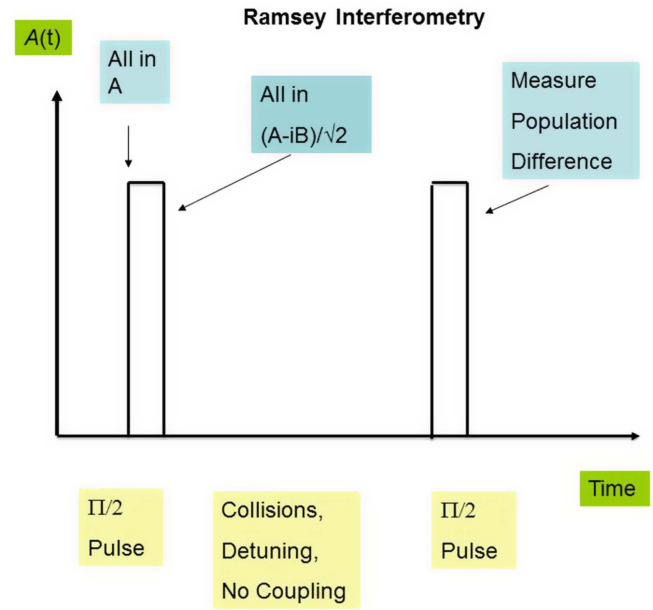 Ramsey Interferometry
A(t)
All in
A
All in
(A-iB)/√2
Measure
Population
Difference
Time
Π/2
Pulse
Collisions,
Detuning,
No Coupling
Π/2
Pulse